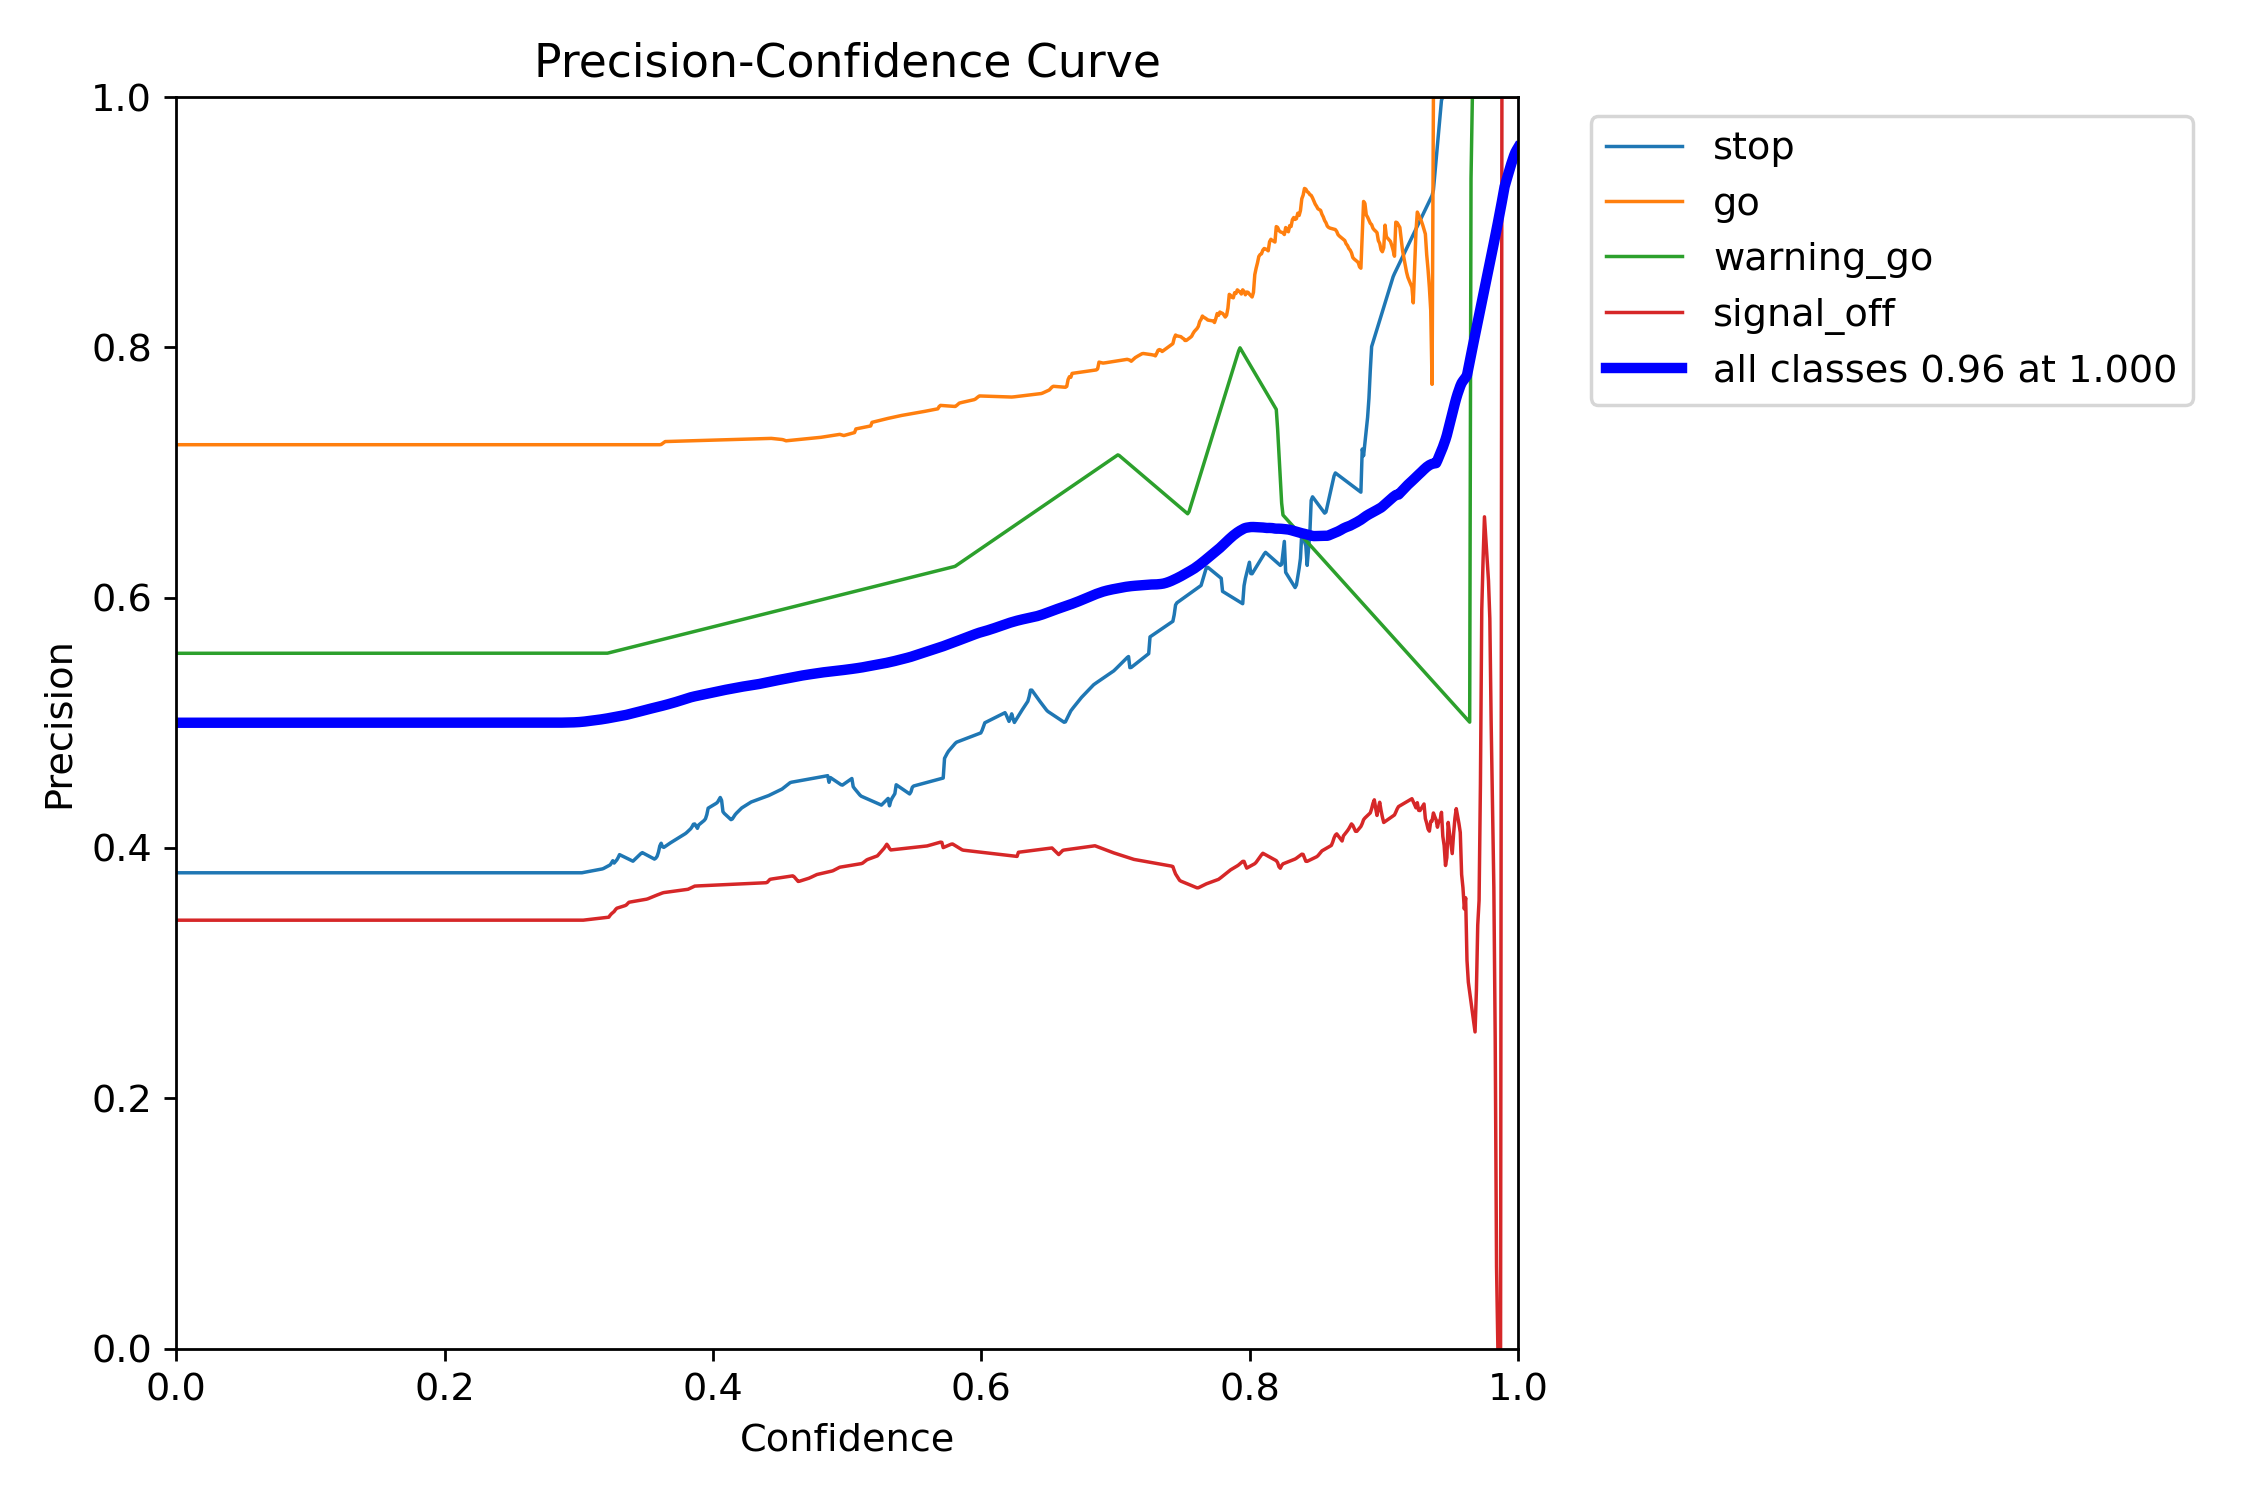 Precision-Confidence Curve
1.0
0.8
0.6
0.4
0.2
0.0
Precision
0.0 0.2 0.4 0.6 0.8 1.0
Confidence
stop
go
warning_go
signal_off
all classes 0.96 at 1.000